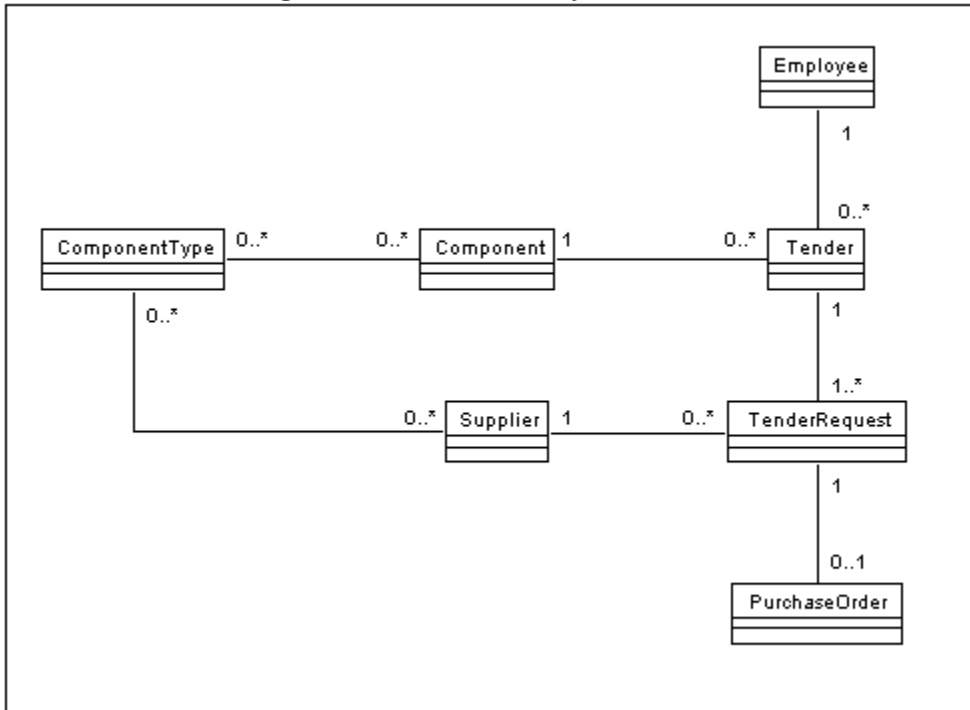 Employee
1
0..*
ComponentType
0..*
0..*
Component
1
0..*
Tender
0..*
1
1..*
0..*
Supplier
1
0..*
TenderRequest
1
0..1
PurchaseOrder